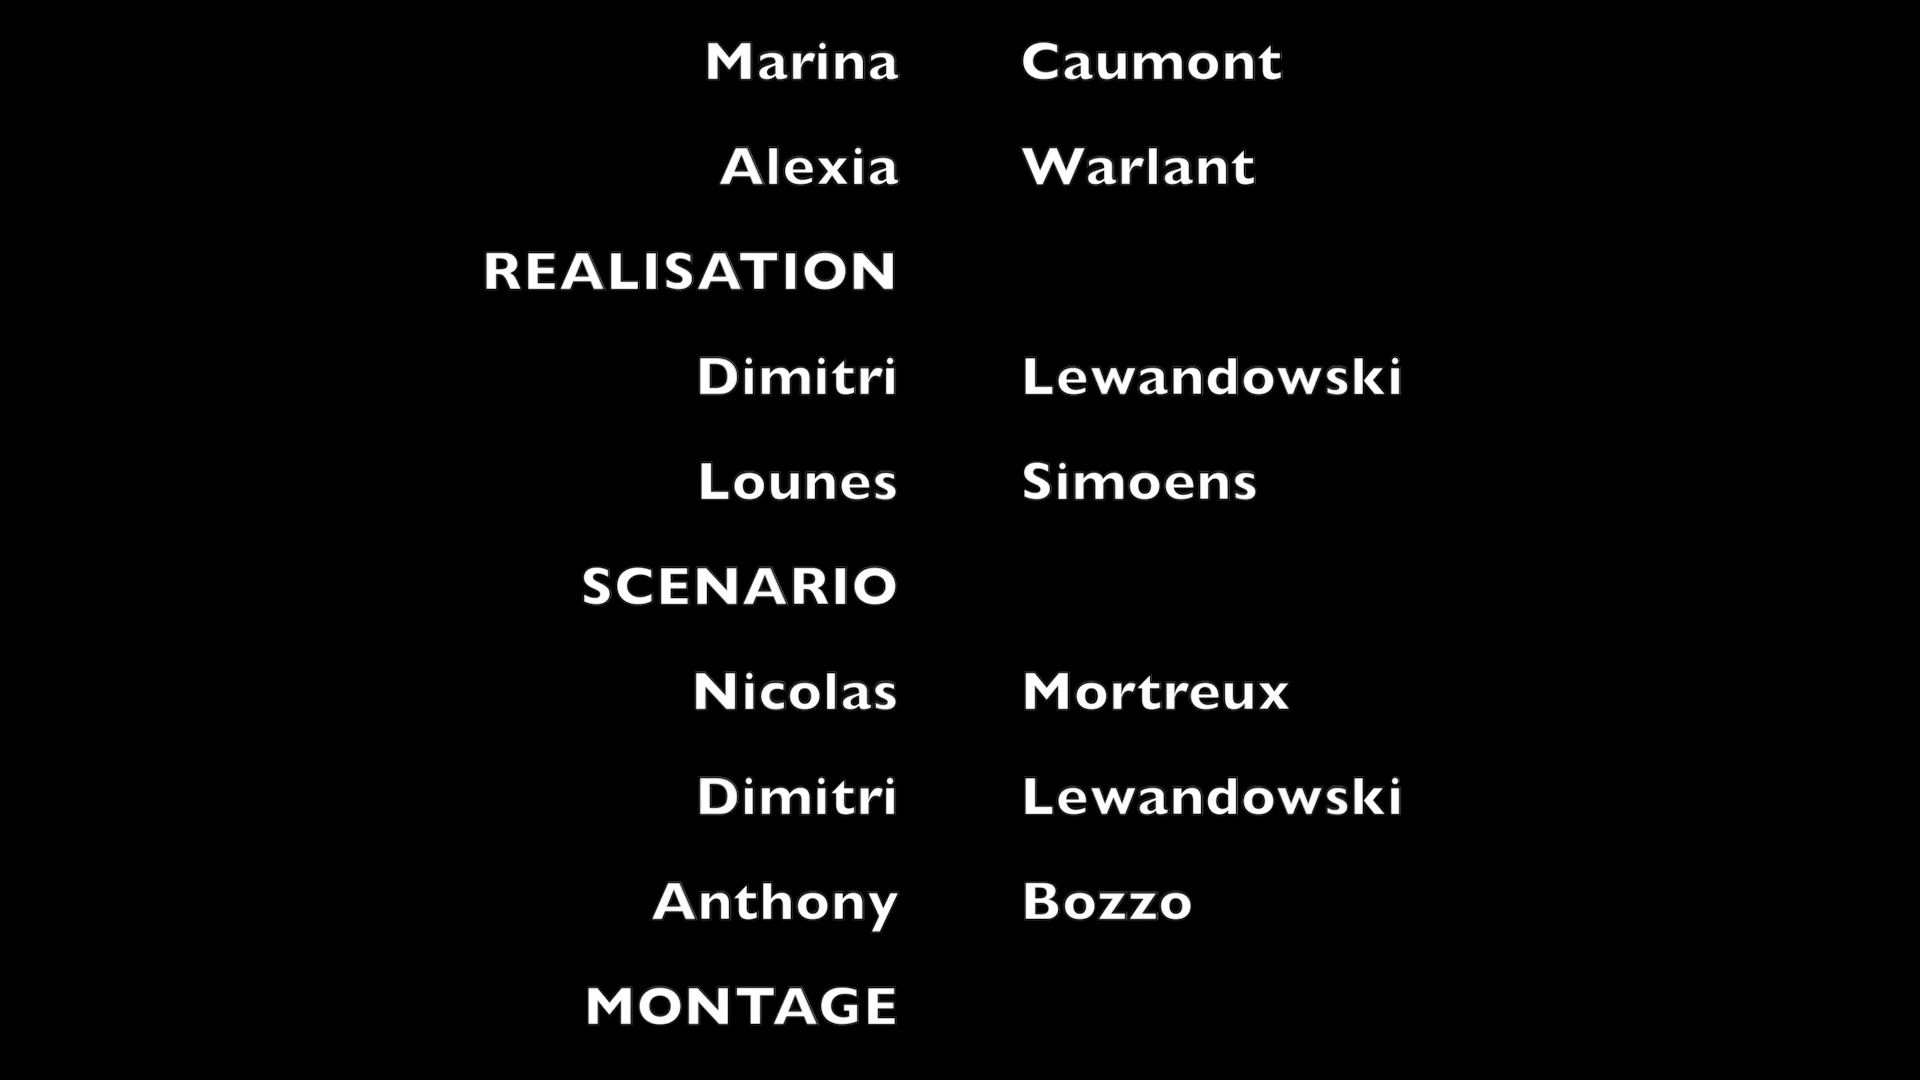 Marina Caumont
Alexia Warlant
REALISATION
Dimitri Lewandowski
Lounes Simoens
SCENARIO
Nicolas Mortreux
Dimitri Lewandowski
Anthony Bozzo
MONTAGE